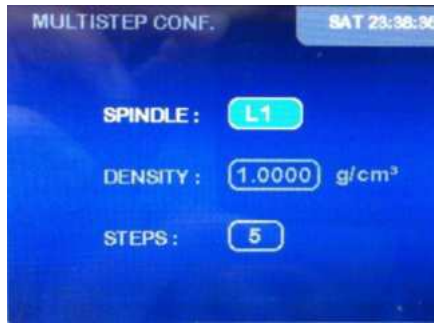 MULTISTEP CONF.
SAT 23:38:36
SPINDLE : L1
DENSITY : 1.0000 g/cm³
STEPS : 5